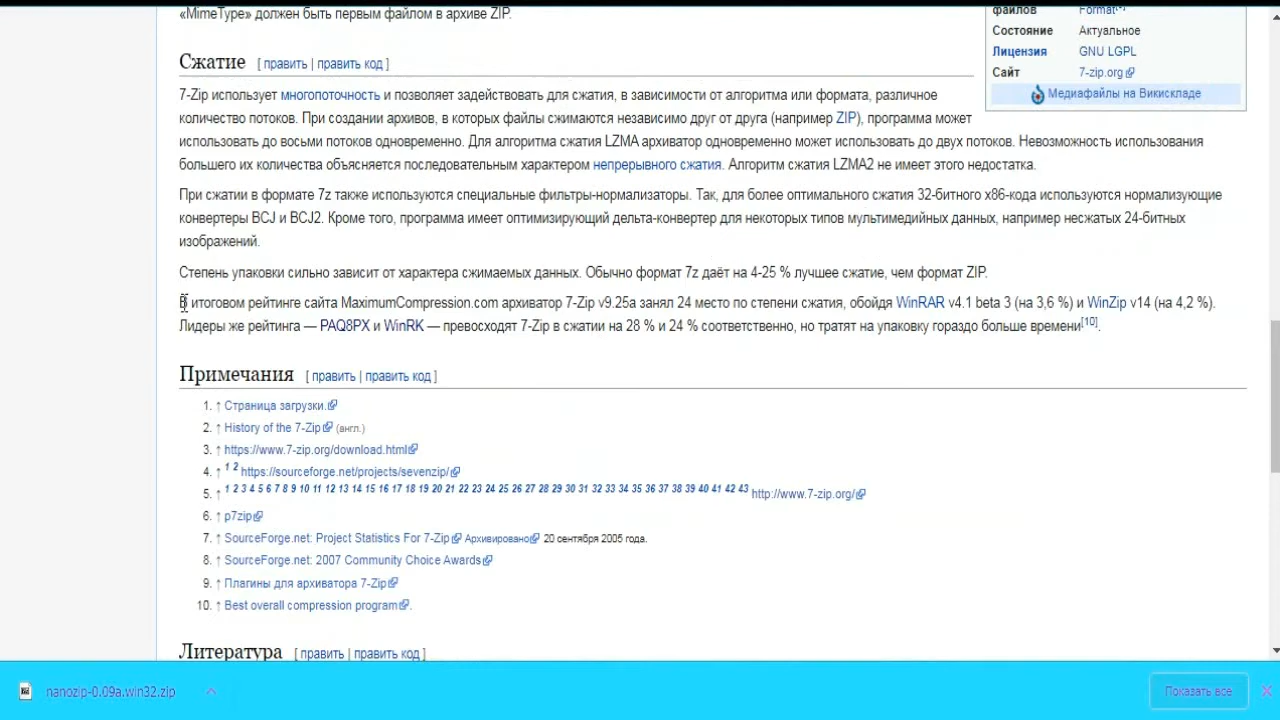 «MimeType» должен быть первым файлом в архиве ZIP.
файлов Format[*]
Состояние Актуальное
Лицензия GNU LGPL
Сайт 7-zip.org
Медиафайлы на Викискладе
Сжатие [ править | править код ]
7-Zip использует многопоточность и позволяет задействовать для сжатия, в зависимости от алгоритма или формата, различное
количество потоков. При создании архивов, в которых файлы сжимаются независимо друг от друга (например ZIP), программа может
использовать до восьми потоков одновременно. Для алгоритма сжатия LZMA архиватор одновременно может использовать до двух потоков. Невозможность использования
большего их количества объясняется последовательным характером непрерывного сжатия. Алгоритм сжатия LZMA2 не имеет этого недостатка.
При сжатии в формате 7z также используются специальные фильтры-нормализаторы. Так, для более оптимального сжатия 32-битного x86-кода используются нормализующие
конвертеры BCJ и BCJ2. Кроме того, программа имеет оптимизирующий дельта-конвертер для некоторых типов мультимедийных данных, например несжатых 24-битных
изображений.
Степень упаковки сильно зависит от характера сжимаемых данных. Обычно формат 7z даёт на 4-25 % лучшее сжатие, чем формат ZIP.
В итоговом рейтинге сайта MaximumCompression.com архиватор 7-Zip v9.25a занял 24 место по степени сжатия, обойдя WinRAR v4.1 beta 3 (на 3,6 %) и WinZip v14 (на 4,2 %).
Лидеры же рейтинга — PAQ8PX и WinRK — превосходят 7-Zip в сжатии на 28 % и 24 % соответственно, но тратят на упаковку гораздо больше времени[10].
Примечания [ править | править код ]
1. ↑ Страница загрузки.
2. ↑ History of the 7-Zip (англ.)
3. ↑ https://www.7-zip.org/download.html
4. ↑ 1 2 https://sourceforge.net/projects/sevenzip/
5. ↑ 1 2 3 4 5 6 7 8 9 10 11 12 13 14 15 16 17 18 19 20 21 22 23 24 25 26 27 28 29 30 31 32 33 34 35 36 37 38 39 40 41 42 43 http://www.7-zip.org/
6. ↑ p7zip
7. ↑ SourceForge.net: Project Statistics For 7-Zip Архивировано 20 сентября 2005 года.
8. ↑ SourceForge.net: 2007 Community Choice Awards
9. ↑ Плагины для архиватора 7-Zip
10. ↑ Best overall compression program.
Литература [ править | править код ]
nanozip-0.09a.win32.zip
Показать все